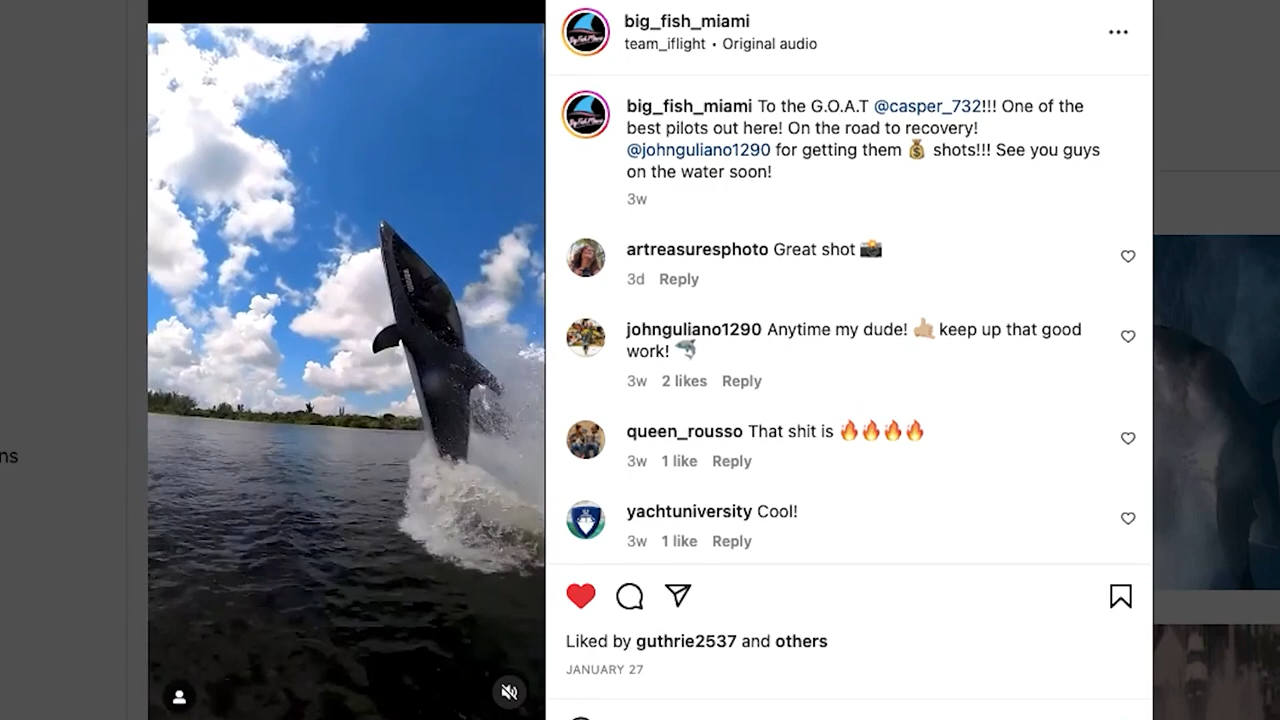 big_fish_miami
team_iflight • Original audio
big_fish_miami To the G.O.A.T @casper_732!!! One of the
best pilots out here! On the road to recovery!
@johnguliano1290 for getting them 💰 shots!!! See you guys
on the water soon!
3w
artreasuresphoto Great shot 📸
3d Reply
johnguliano1290 Anytime my dude! 🤙🏼 keep up that good
work! 🐬
3w 2 likes Reply
queen_rousso That shit is 🔥🔥🔥🔥
3w 1 like Reply
yachtuniversity Cool!
3w 1 like Reply
Liked by guthrie2537 and others
JANUARY 27
ns